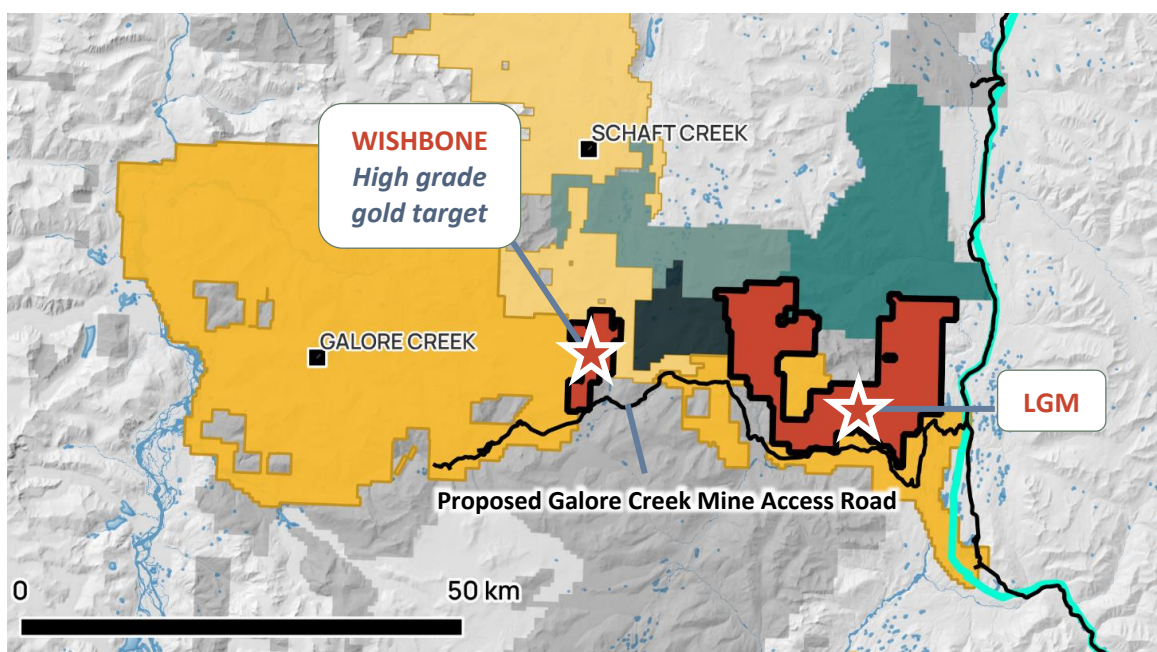 SCHAFT CREEK
WISHBONE
High grade
gold target
GALORE CREEK
LGM
Proposed Galore Creek Mine Access Road
0
50 km